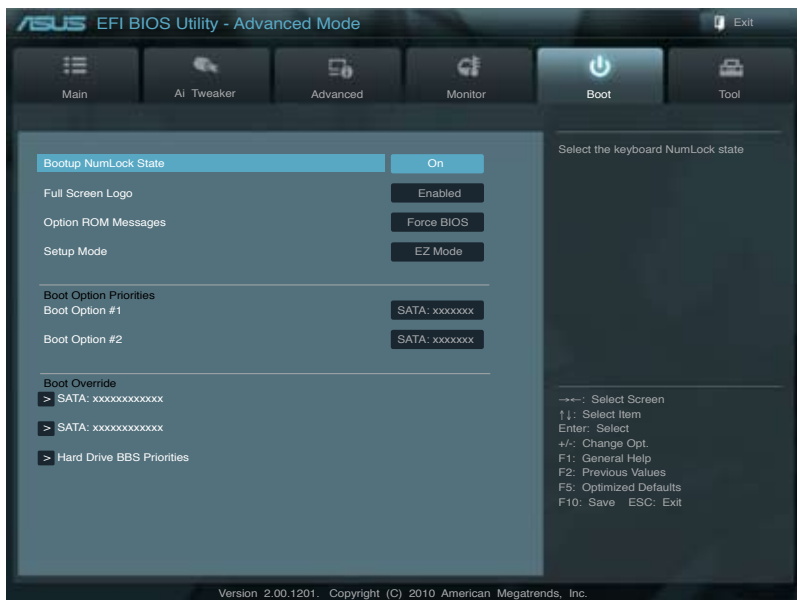 ASUS EFI BIOS Utility - Advanced Mode
Exit
Main
Ai Tweaker
Advanced
Monitor
Boot
Tool
Bootup NumLock State On
Full Screen Logo Enabled
Option ROM Messages Force BIOS
Setup Mode EZ Mode
Boot Option Priorities
Boot Option #1 SATA: xxxxxxx
Boot Option #2 SATA: xxxxxxx
Boot Override
> SATA: xxxxxxxxxxxx
> SATA: xxxxxxxxxxxx
> Hard Drive BBS Priorities
Select the keyboard NumLock state
→←: Select Screen
↑↓: Select Item
Enter: Select
+/-: Change Opt.
F1: General Help
F2: Previous Values
F5: Optimized Defaults
F10: Save ESC: Exit
Version 2.00.1201. Copyright (C) 2010 American Megatrends, Inc.